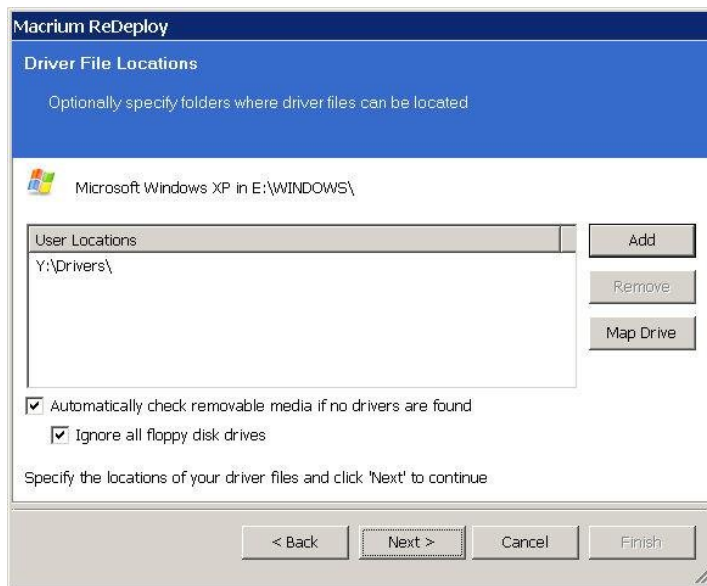 Macrium ReDeploy
Driver File Locations
Optionally specify folders where driver files can be located
Microsoft Windows XP in E:\WINDOWS\
User Locations
Add
Y:\Drivers\
Remove
Map Drive
Automatically check removable media if no drivers are found
Ignore all floppy disk drives
Specify the locations of your driver files and click 'Next' to continue
< Back
Next >
Cancel
Finish